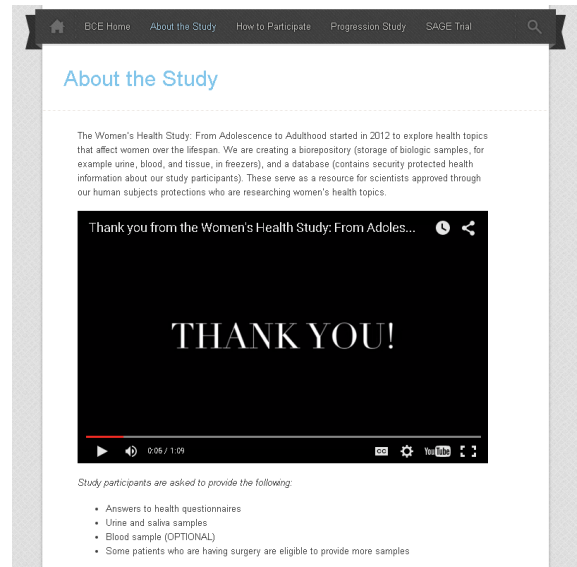 BCE Home About the Study How to Participate Progression Study SAGE Trial
About the Study
The Women's Health Study: From Adolescence to Adulthood started in 2012 to explore health topics
that affect women over the lifespan. We are creating a biorepository (storage of biologic samples, for
example urine, blood, and tissue, in freezers), and a database (contains security protected health
information about our study participants). These serve as a resource for scientists approved through
our human subjects protections who are researching women's health topics.
Thank you from the Women's Health Study: From Adoles...
THANK YOU!
0:06 / 1:09 CC YouTube
Study participants are asked to provide the following:
• Answers to health questionnaires
• Urine and saliva samples
• Blood sample (OPTIONAL)
• Some patients who are having surgery are eligible to provide more samples